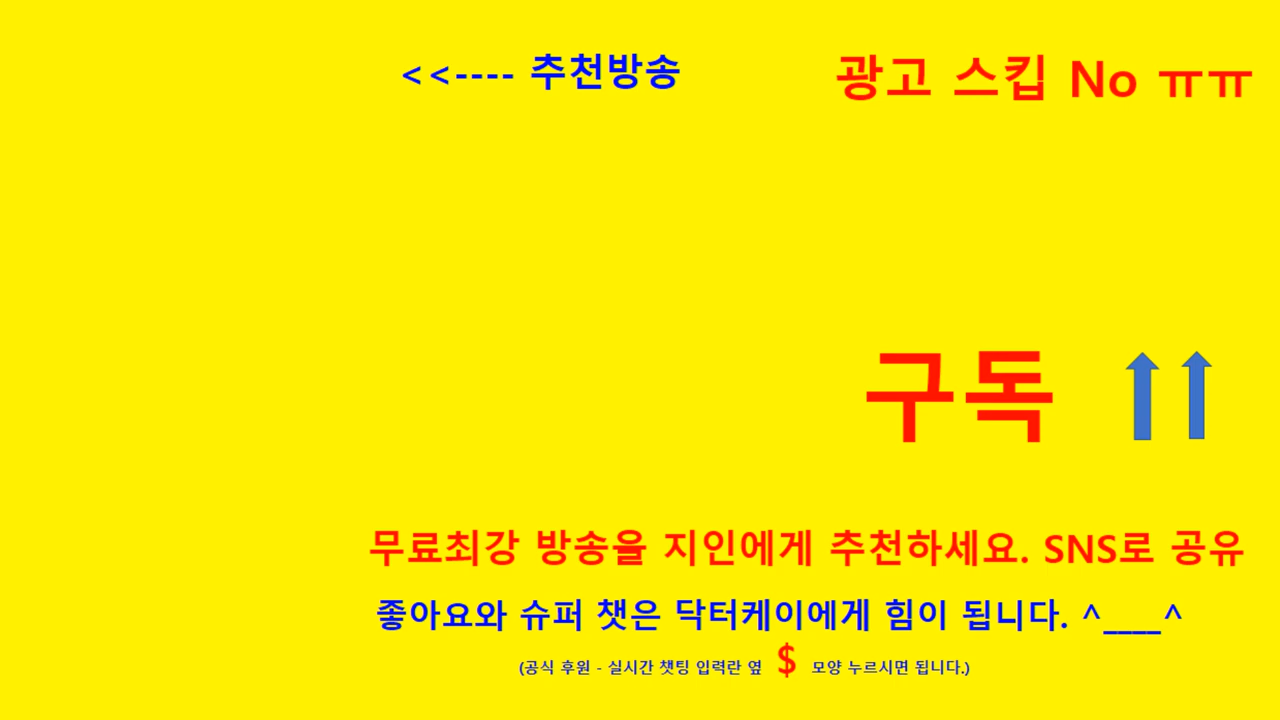 <<---- 추천방송
광고 스킵 No ㅠㅠ
구독
무료최강 방송을 지인에게 추천하세요. SNS로 공유
좋아요와 슈퍼 챗은 닥터케이에게 힘이 됩니다. ^____^
(공식 후원 - 실시간 챗팅 입력란 옆 $ 모양 누르시면 됩니다.)